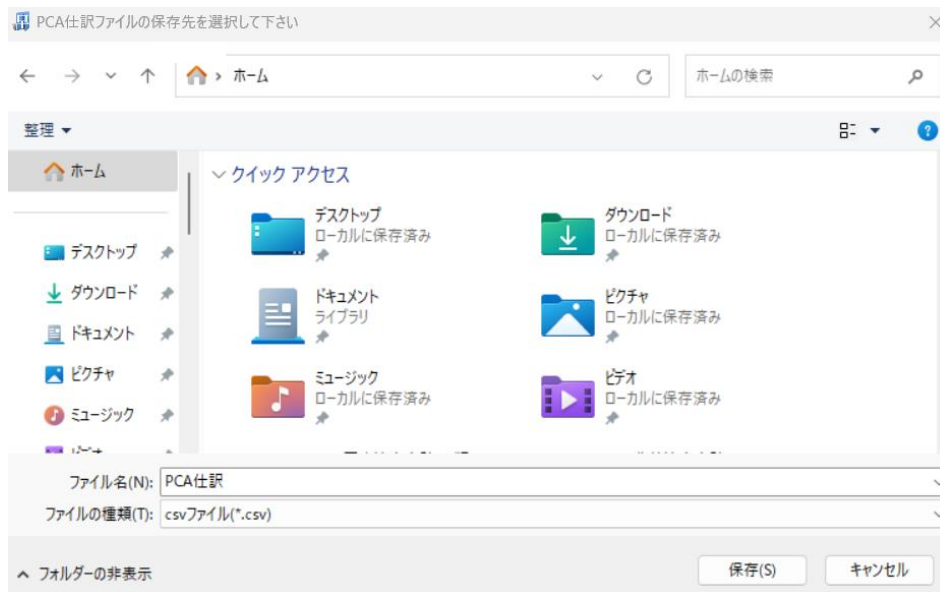 PCA仕訳ファイルの保存先を選択して下さい
ホーム
ホームの検索
整理
ホーム
デスクトップ
ダウンロード
ドキュメント
ピクチャ
ミュージック
クイック アクセス
デスクトップ
ローカルに保存済み
ダウンロード
ローカルに保存済み
ドキュメント
ライブラリ
ピクチャ
ローカルに保存済み
ミュージック
ローカルに保存済み
ビデオ
ローカルに保存済み
ファイル名(N): PCA仕訳
ファイルの種類(T): csvファイル(*.csv)
フォルダーの非表示
保存(S)
キャンセル